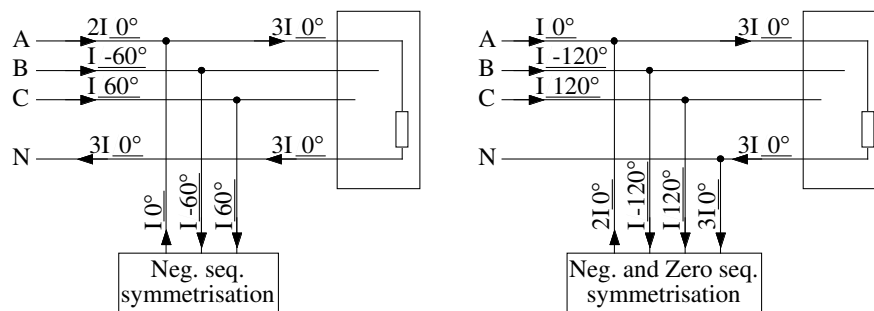 A 2I 0° 3I 0°
B I -60°
C I 60°
N 3I 0° 3I 0°
I 0° I -60° I 60°
Neg. seq.
symmetrisation
A I 0° 3I 0°
B I -120°
C I 120°
N 3I 0°
2I 0° I -120° I 120° 3I 0°
Neg. and Zero seq.
symmetrisation